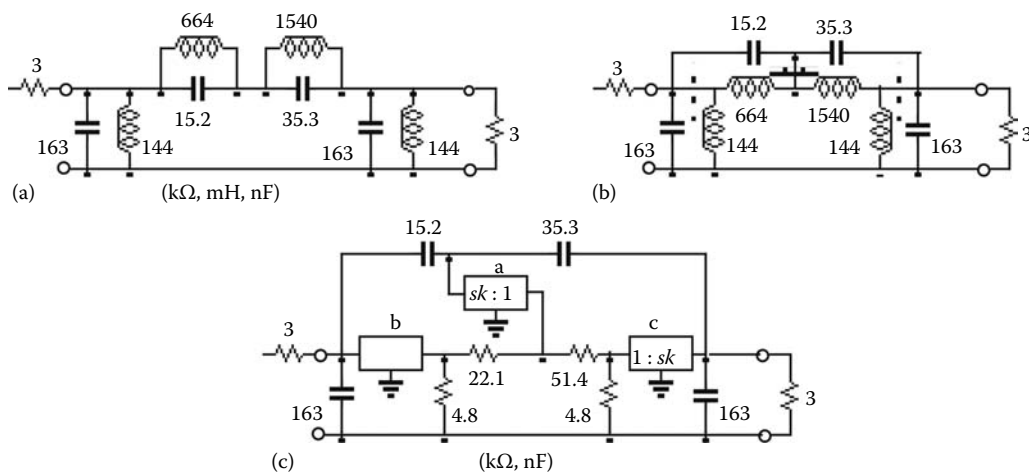 664 1540
3
15.2 35.3
163 144 163 144
3
(a) (kΩ, mH, nF)
15.2 35.3
3
664 1540
163 144 144 163
3
(b)
15.2 35.3
a
sk : 1
3 b c
1 : sk
22.1 51.4
163 4.8 4.8 163
3
(c) (kΩ, nF)